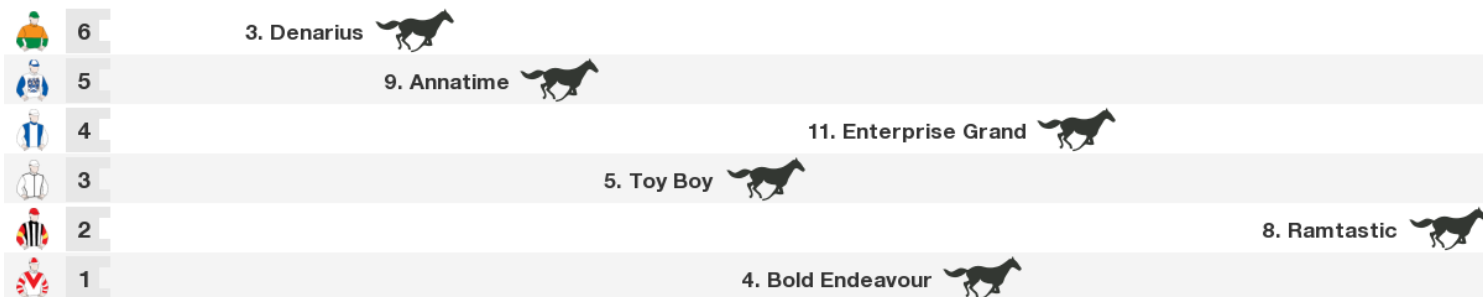 6 3. Denarius
5 9. Annatime
4 11. Enterprise Grand
3 5. Toy Boy
2 8. Ramtastic
1 4. Bold Endeavour